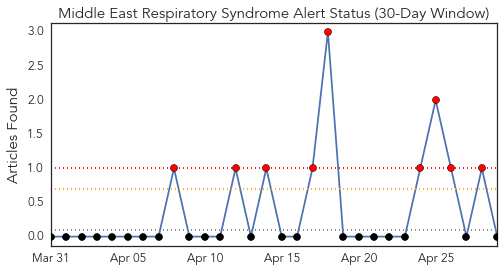 Middle East Respiratory Syndrome Alert Status (30-Day Window)
Articles Found
3.0
2.5
2.0
1.5
1.0
0.5
0.0
Mar 31 Apr 05 Apr 10 Apr 15 Apr 20 Apr 25